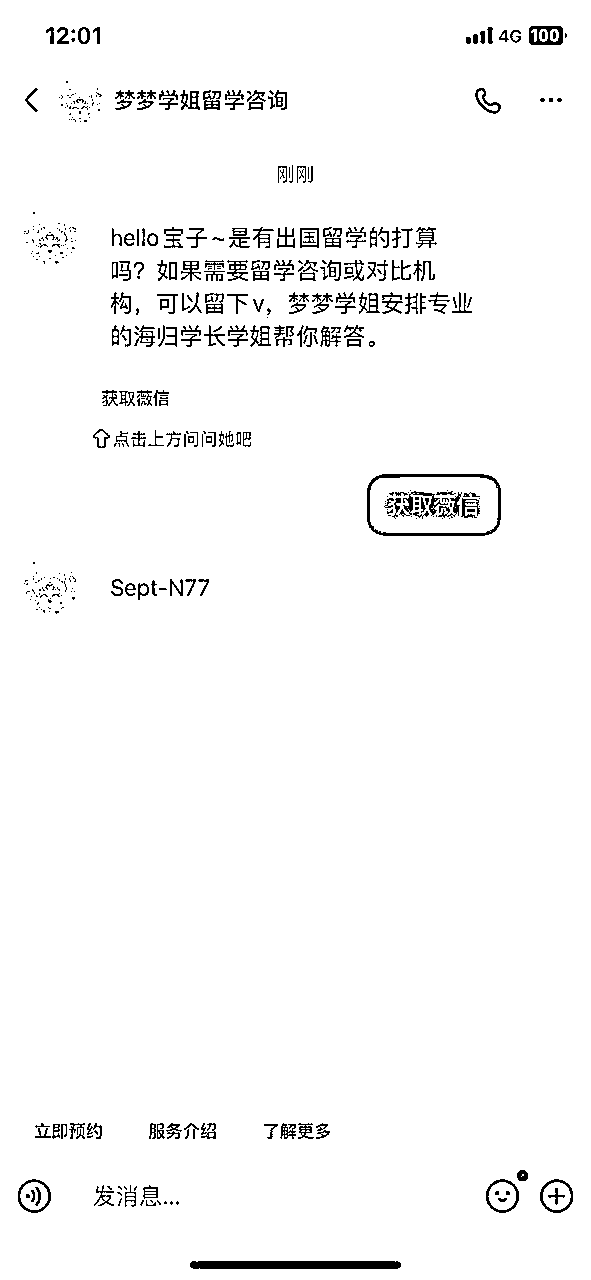 12:01
4G 100
梦梦学姐留学咨询
刚刚
hello宝子~是有出国留学的打算
吗？如果需要留学咨询或对比机
构，可以留下v，梦梦学姐安排专业
的海归学长学姐帮你解答。
获取薇信
点击上方问问她吧
获取薇信
Sept-N77
立即预约 服务介绍 了解更多
发消息...